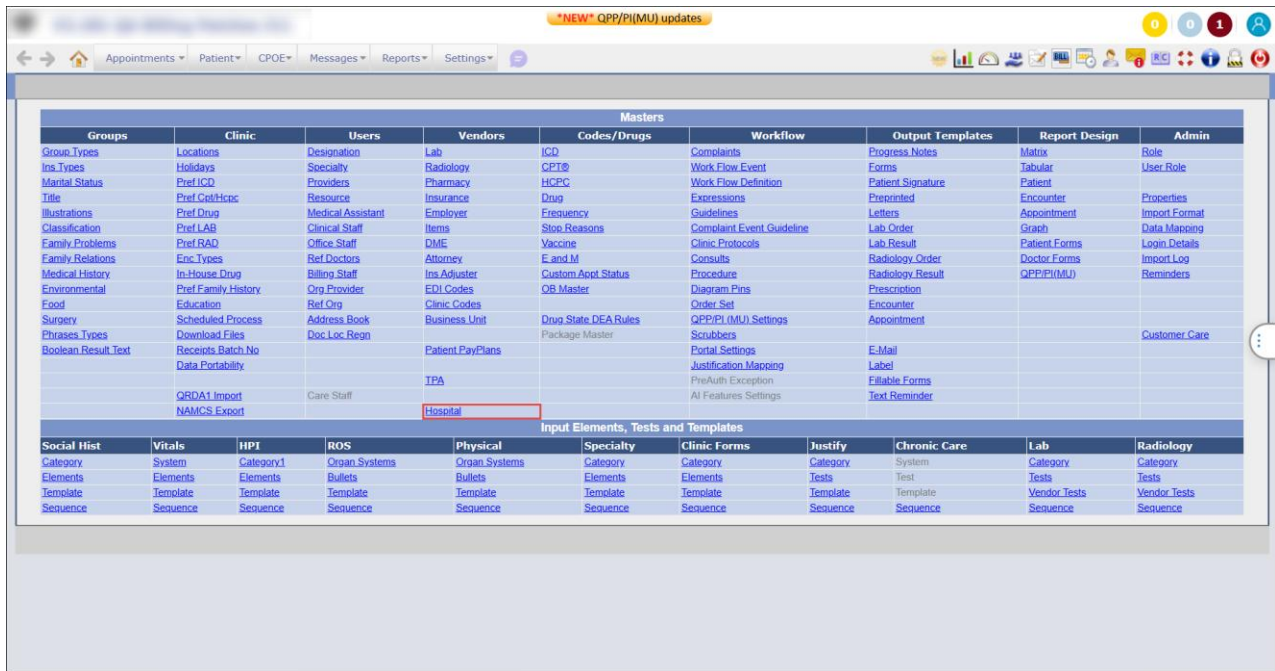 *NEW* QPP/PI(MU) updates
0 0 1
Appointments Patient CPOE Messages Reports Settings
Masters
Groups Clinic Users Vendors Codes/Drugs Workflow Output Templates Report Design Admin
Group Types Locations Designation Lab ICD Complaints Progress Notes Matrix Role
Ins Types Holidays Specialty Radiology CPT® Work Flow Event Forms Tabular User Role
Marital Status Pref ICD Providers Pharmacy HCPC Work Flow Definition Patient Signature Patient
Title Pref Cpt/Hcpc Resource Insurance Drug Expressions Preprinted Encounter Properties
Illustrations Pref Drug Medical Assistant Employer Frequency Guidelines Letters Appointment Import Format
Classification Pref LAB Clinical Staff Items Stop Reasons Complaint Event Guideline Lab Order Graph Data Mapping
Family Problems Pref RAD Office Staff DME Vaccine Clinic Protocols Lab Result Patient Forms Login Details
Family Relations Enc Types Ref Doctors Attorney E and M Consults Radiology Order Doctor Forms Import Log
Medical History In-House Drug Billing Staff Ins Adjuster Custom Appt Status Procedure Radiology Result QPP/PI(MU) Reminders
Environmental Pref Family History Org Provider EDI Codes OB Master Diagram Pins Prescription
Food Education Ref Org Clinic Codes Order Set Encounter
Surgery Scheduled Process Address Book Business Unit Drug State DEA Rules QPP/PI (MU) Settings Appointment
Phrases Types Download Files Doc Loc Regn Package Master Scrubbers Customer Care
Boolean Result Text Receipts Batch No Patient PayPlans Portal Settings E-Mail
Data Portability Justification Mapping Label
TPA PreAuth Exception Fillable Forms
QRDA1 Import Care Staff AI Features Settings Text Reminder
NAMCS Export Hospital
Input Elements, Tests and Templates
Social Hist Vitals HPI ROS Physical Specialty Clinic Forms Justify Chronic Care Lab Radiology
Category System Category1 Organ Systems Organ Systems Category Category Category System Category Category
Elements Elements Elements Bullets Bullets Elements Elements Tests Test Tests Tests
Template Template Template Template Template Template Template Template Template Vendor Tests Vendor Tests
Sequence Sequence Sequence Sequence Sequence Sequence Sequence Sequence Sequence Sequence